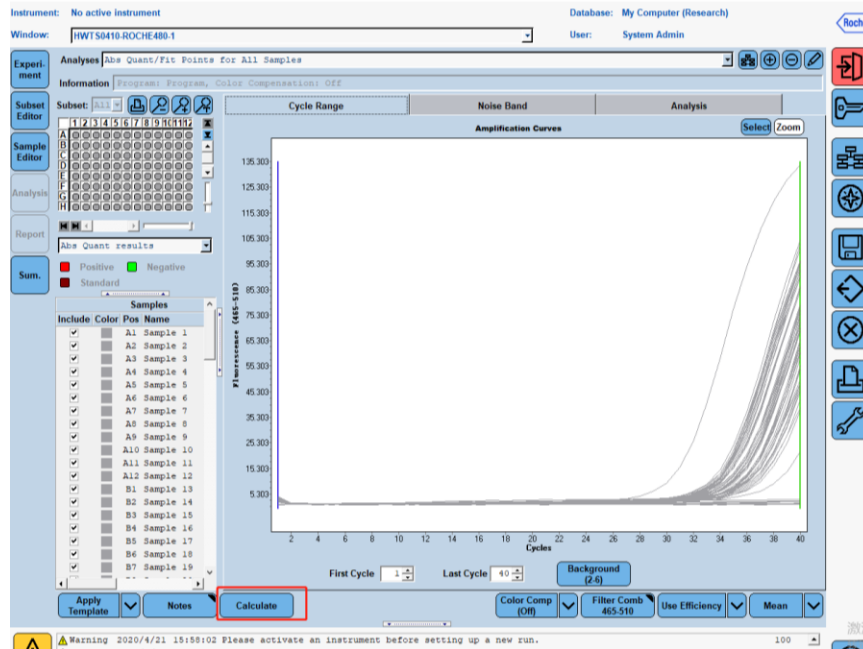 Instrument: No active instrument
Database: My Computer (Research)
Window: HWTS0410-ROCHE480-1
User: System Admin
Roche
Experi-
ment
Analyses Abs Quant/Fit Points for All Samples
Information Program: Program, Color Compensation: Off
Subset
Editor
Sample
Editor
Analysis
Report
Sum.
Subset: All
1 2 3 4 5 6 7 8 9 10 11 12
A
B
C
D
E
F
G
H
Abs Quant results
Positive Negative
Standard
Samples
Include Color Pos Name
A1 Sample 1
A2 Sample 2
A3 Sample 3
A4 Sample 4
A5 Sample 5
A6 Sample 6
A7 Sample 7
A8 Sample 8
A9 Sample 9
A10 Sample 10
A11 Sample 11
A12 Sample 12
B1 Sample 13
B2 Sample 14
B3 Sample 15
B4 Sample 16
B5 Sample 17
B6 Sample 18
B7 Sample 19
Cycle Range Noise Band Analysis
Amplification Curves
Select Zoom
Fluorescence (465-510)
135.303
125.303
115.303
105.303
95.303
85.303
75.303
65.303
55.303
45.303
35.303
25.303
15.303
5.303
2 4 6 8 10 12 14 16 18 20 22 24 26 28 30 32 34 36 38 40
Cycles
First Cycle 1 Last Cycle 40
Background
(2-6)
Apply
Template
Notes
Calculate
Color Comp
(Off)
Filter Comb
465-510
Use Efficiency
Mean
Warning 2020/4/21 15:58:02 Please activate an instrument before setting up a new run. 100